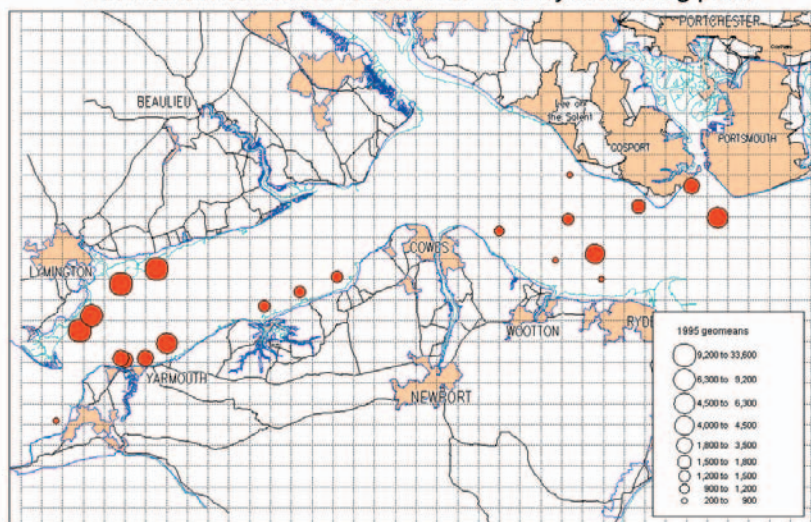 PORTCHESTER
BEAULIEU
Lee on
the Solent
GOSPORT
PORTSMOUTH
COWES
LYMINGTON
WOOTTON
RYDE
YARMOUTH
NEWPORT
1995 geomeans
9,200 to 33,600
6,300 to 9,200
4,500 to 6,300
4,000 to 4,500
1,800 to 3,500
1,500 to 1,800
1,200 to 1,500
900 to 1,200
200 to 900